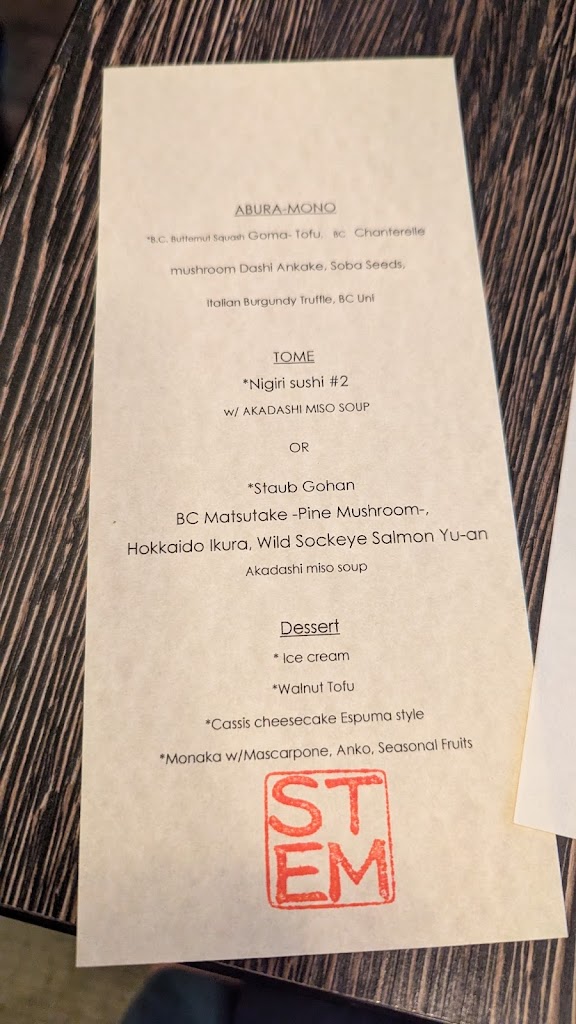 ABURA-MONO
*B.C. Butternut Squash Goma- Tofu,  BC  Chanterelle
mushroom Dashi Ankake, Soba Seeds,
Italian Burgundy Truffle, BC Uni
TOME
*Nigiri sushi #2
w/ AKADASHI MISO SOUP
OR
*Staub Gohan
BC Matsutake -Pine Mushroom-,
Hokkaido Ikura, Wild Sockeye Salmon Yu-an
Akadashi miso soup
Dessert
* Ice cream
*Walnut Tofu
*Cassis cheesecake Espuma style
*Monaka w/Mascarpone, Anko, Seasonal Fruits
ST
EM